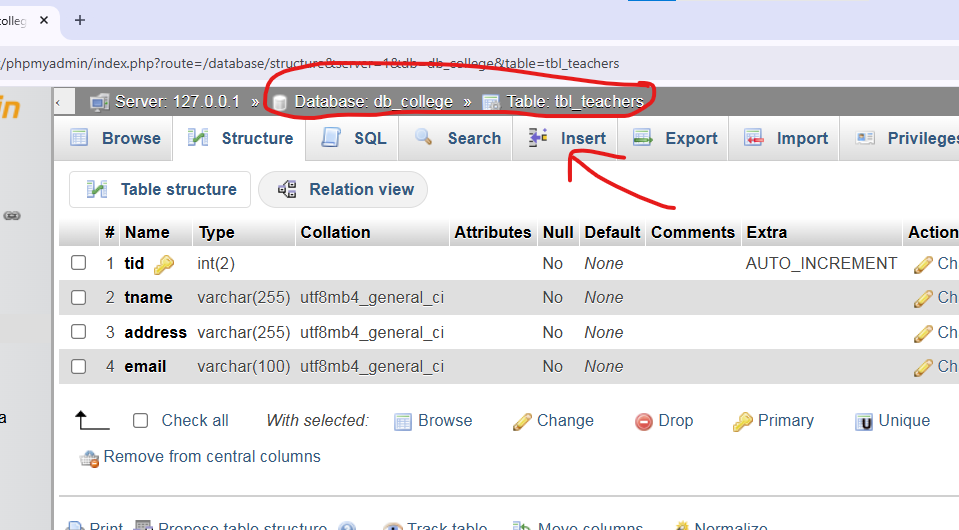 colleg × +
/phpmyadmin/index.php?route=/database/structure&server=1&db=db_college&table=tbl_teachers
in
Server: 127.0.0.1 » Database: db_college » Table: tbl_teachers
Browse Structure SQL Search Insert Export Import Privileges
Table structure Relation view
# Name Type Collation Attributes Null Default Comments Extra Action
1 tid int(2) No None AUTO_INCREMENT Ch
2 tname varchar(255) utf8mb4_general_ci No None Ch
3 address varchar(255) utf8mb4_general_ci No None Ch
4 email varchar(100) utf8mb4_general_ci No None Ch
a
Check all With selected: Browse Change Drop Primary Unique
Remove from central columns
Print Propose table structure Track table Move columns Normalize